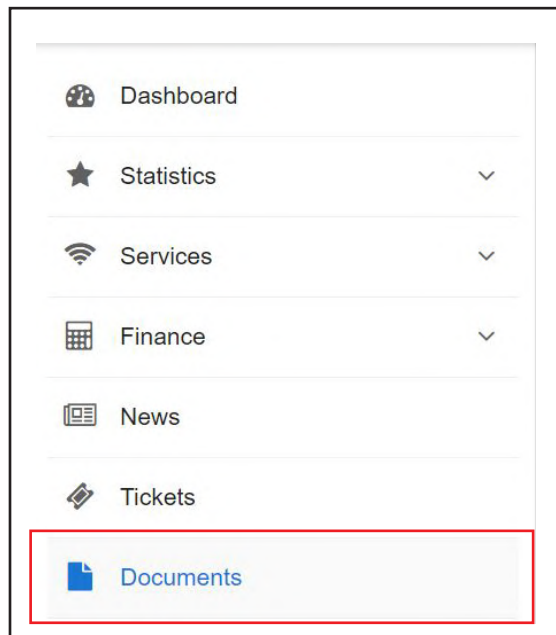 Dashboard
Statistics
Services
Finance
News
Tickets
Documents